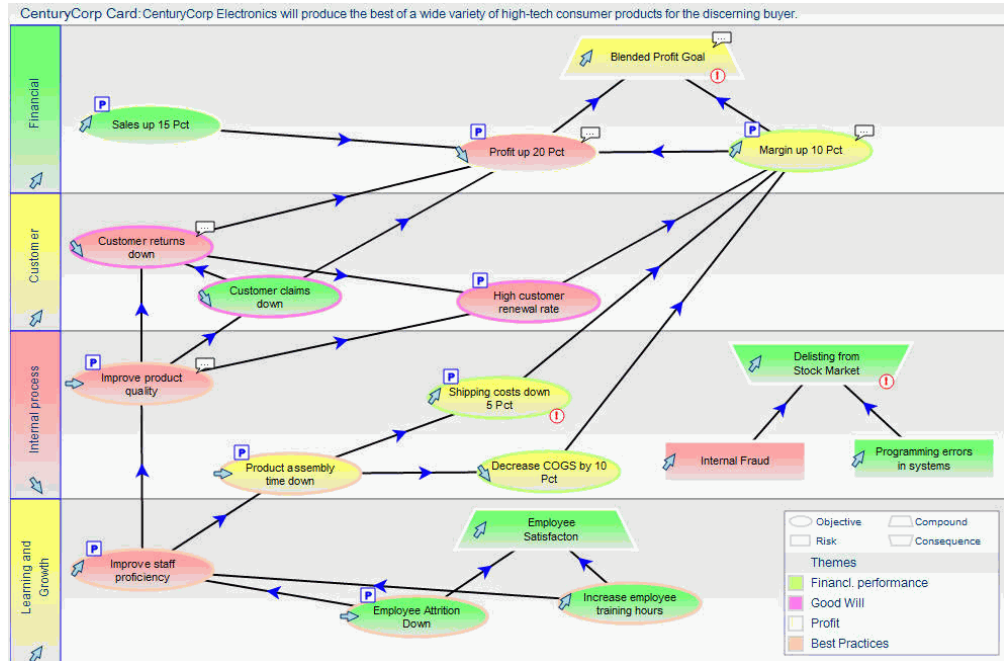 CenturyCorp Card: CenturyCorp Electronics will produce the best of a wide variety of high-tech consumer products for the discerning buyer.
Financial
Blended Profit Goal
P
Sales up 15 Pct
P
Profit up 20 Pct
P
Margin up 10 Pct
Customer
Customer returns
down
Customer claims
down
P
High customer
renewal rate
Internal process
P
Improve product
quality
P
Shipping costs down
5 Pct
Delisting from
Stock Market
P
Product assembly
time down
Decrease COGS by 10
Pct
Internal Fraud
Programming errors
in systems
Learning and
Growth
Employee
Satisfacton
P
Improve staff
proficiency
P
Employee Attrition
Down
Increase employee
training hours
Objective
Compound
Risk
Consequence
Themes
Financl. performance
Good Will
Profit
Best Practices